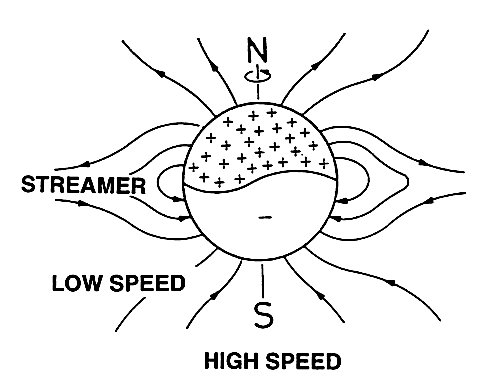 N
STREAMER
LOW SPEED
S
HIGH SPEED